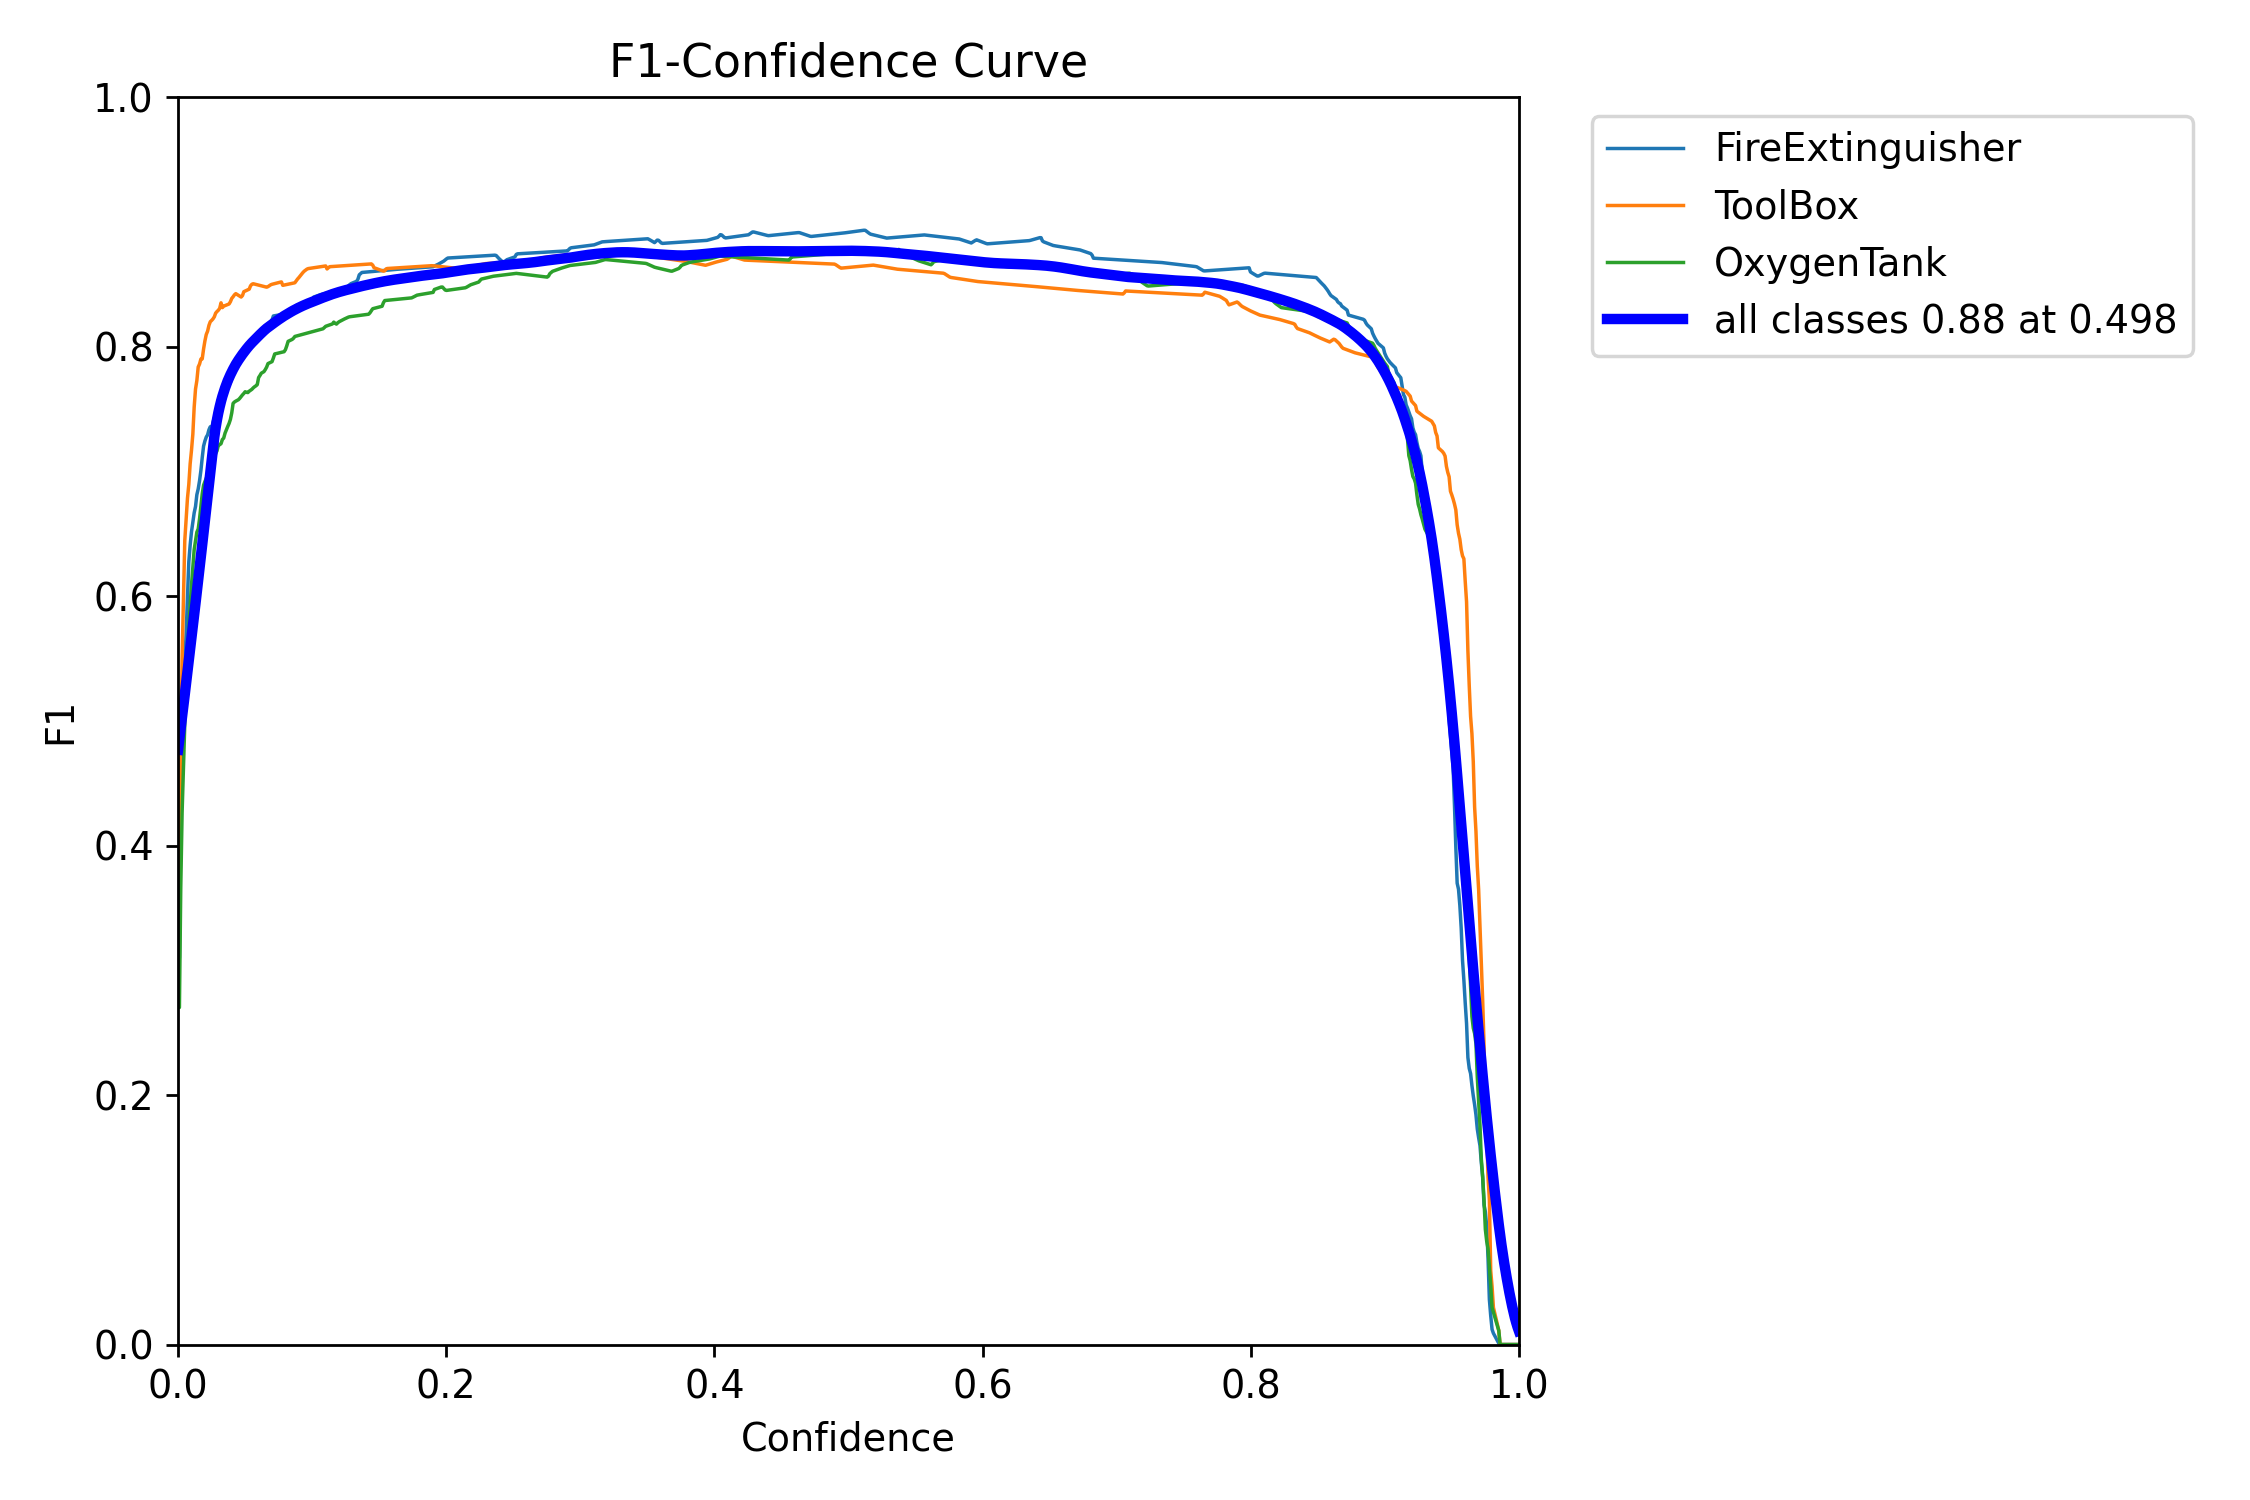 F1-Confidence Curve
1.0
0.8
0.6
0.4
0.2
0.0
F1
0.0 0.2 0.4 0.6 0.8 1.0
Confidence
FireExtinguisher
ToolBox
OxygenTank
all classes 0.88 at 0.498